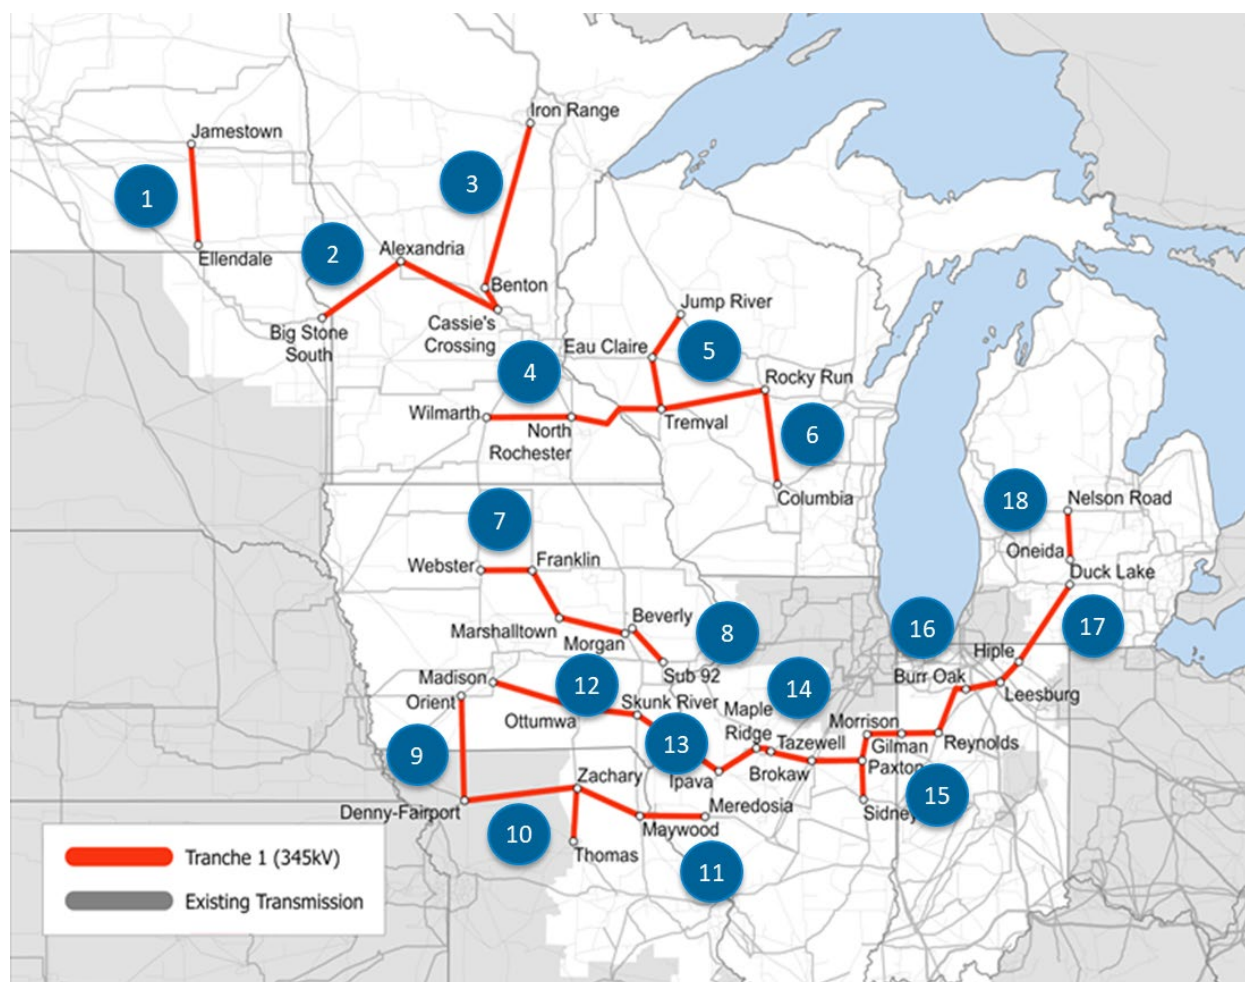 Iron Range
Jamestown
3
1
2
Alexandria
Ellendale
Benton
Jump River
Big Stone
South
Cassie's
Crossing
Eau Claire
5
4
Rocky Run
Wilmarth
North
Rochester
Tremval
6
Columbia
18
Nelson Road
7
Oneida
Webster
Franklin
Duck Lake
Beverly
8
16
17
Marshalltown
Morgan
Hiple
Sub 92
Madison
12
14
Burr Oak
Leesburg
Orient
Skunk River
Maple
Ridge
Ottumwa
Morrison
13
Tazewell
Gilman
Reynolds
9
Ipava
Brokaw
Paxton
Zachary
15
Denny-Fairport
Meredosia
Sidney
10
Maywood
Thomas
11
Tranche 1 (345kV)
Existing Transmission